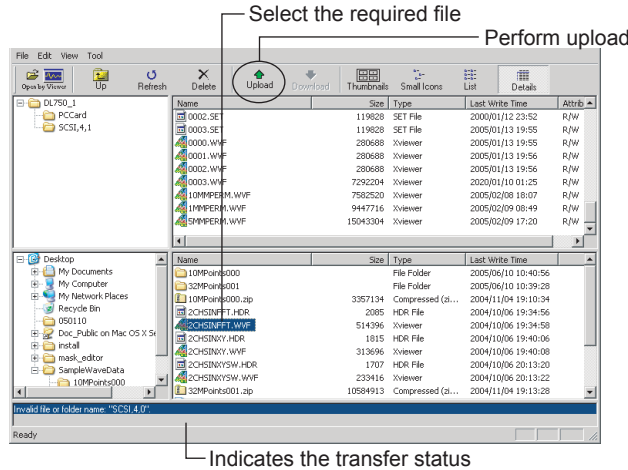 Select the required file
Perform upload
File Edit View Tool
Open by Viewer Up Refresh Delete Upload Download Thumbnails Small Icons List Details
DL750_1
PCCard
SCSI,4,1
Name Size Type Last Write Time Attrib
0002.SET 119828 SET File 2000/01/12 23:52 R/W
0003.SET 119828 SET File 2005/01/13 19:55 R/W
0000.WVF 280688 Xviewer 2005/01/13 19:55 R/W
0001.WVF 280688 Xviewer 2005/01/13 19:56 R/W
0002.WVF 280688 Xviewer 2005/01/13 19:56 R/W
0003.WVF 7292204 Xviewer 2020/01/10 01:25 R/W
10MMPERM.WVF 7582520 Xviewer 2005/02/08 18:07 R/W
1MMPERM.WVF 9447716 Xviewer 2005/02/09 08:49 R/W
5MMPERM.WVF 15043304 Xviewer 2005/02/09 17:20 R/W
Desktop
My Documents
My Computer
My Network Places
Recycle Bin
050110
Doc_Public on Mac OS X Se
install
mask_editor
SampleWaveData
10MPoints000
Name Size Type Last Write Time
10MPoints000 File Folder 2005/06/10 10:40:56
32MPoints001 File Folder 2005/06/10 10:39:28
10MPoints000.zip 3357134 Compressed (zi... 2004/11/04 19:10:34
2CHSINFFT.HDR 2085 HDR File 2004/10/06 19:34:56
2CHSINFFT.WVF 514396 Xviewer 2004/10/06 19:34:58
2CHSINXY.HDR 1815 HDR File 2004/10/06 19:40:06
2CHSINXY.WVF 313696 Xviewer 2004/10/06 19:40:08
2CHSINXYSW.HDR 1707 HDR File 2004/10/06 20:13:20
2CHSINXYSW.WVF 233416 Xviewer 2004/10/06 20:13:22
32MPoints001.zip 10584913 Compressed (zi... 2004/11/04 19:13:28
Invalid file or folder name: "SCSI,4,0".
Ready
Indicates the transfer status